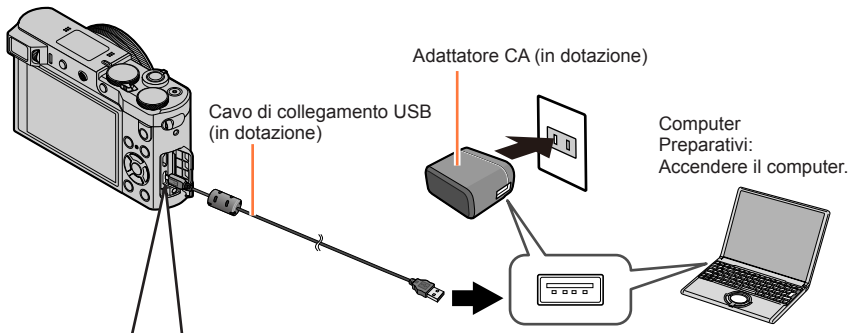 Adattatore CA (in dotazione)
Cavo di collegamento USB
(in dotazione)
Computer
Preparativi:
Accendere il computer.